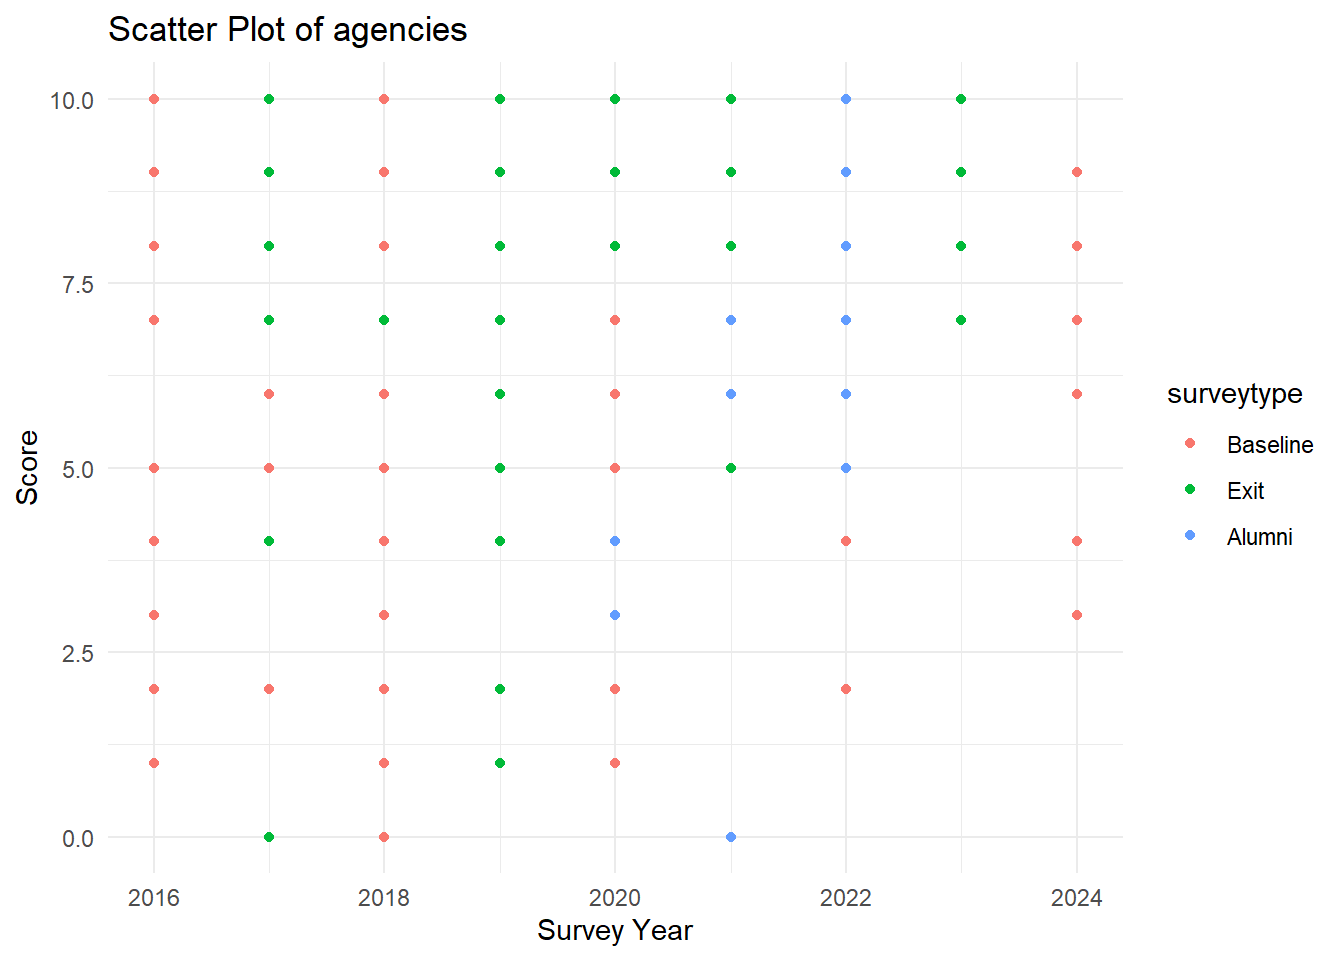 Scatter Plot of agencies
10.0
7.5
5.0
2.5
0.0
Score
2016 2018 2020 2022 2024
Survey Year
surveytype
Baseline
Exit
Alumni